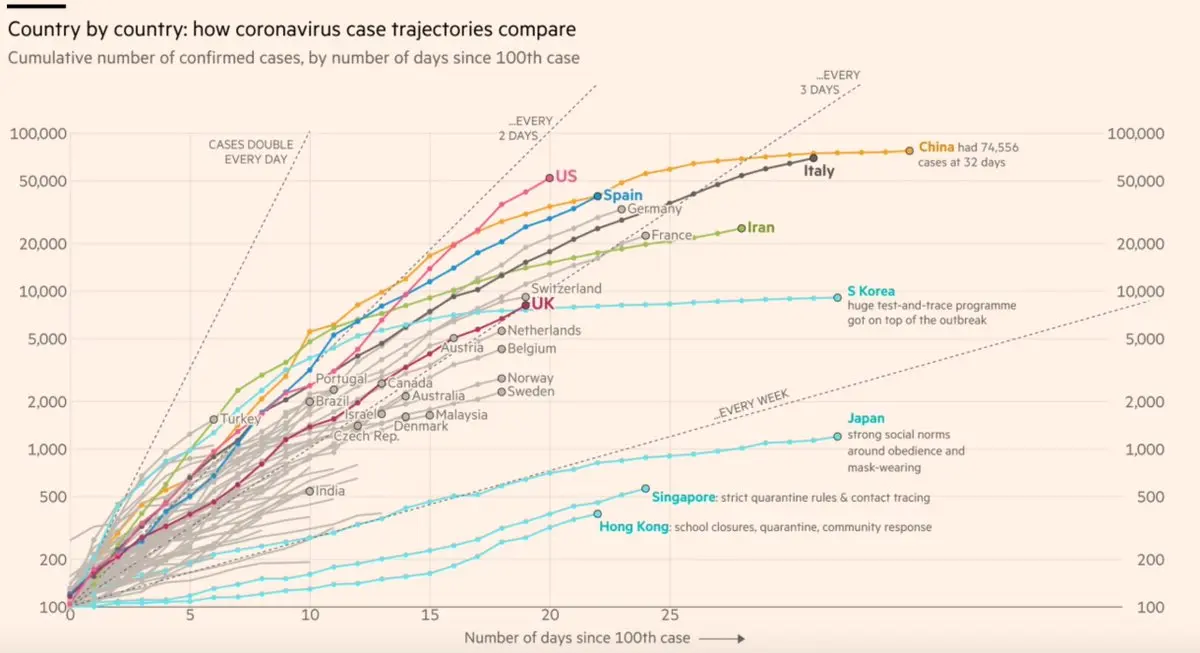 Country by country: how coronavirus case trajectories compare
Cumulative number of confirmed cases, by number of days since 100th case
...EVERY
3 DAYS
...EVERY
2 DAYS
CASES DOUBLE
EVERY DAY
100,000
100,000
China had 74,556
cases at 32 days
Italy
US
50,000
50,000
Spain
Germany
France
Iran
20,000
20,000
Switzerland
UK
S Korea
huge test-and-trace programme
got on top of the outbreak
10,000
10,000
Netherlands
Austria
Belgium
5,000
5,000
Portugal
Canada
Norway
Sweden
Brazil
Australia
2,000
2,000
...EVERY WEEK
Turkey
Israel
Malaysia
Denmark
Czech Rep.
Japan
strong social norms
around obedience and
mask-wearing
1,000
1,000
India
500
500
Singapore: strict quarantine rules & contact tracing
Hong Kong: school closures, quarantine, community response
200
200
100
100
0
5
10
15
20
25
Number of days since 100th case